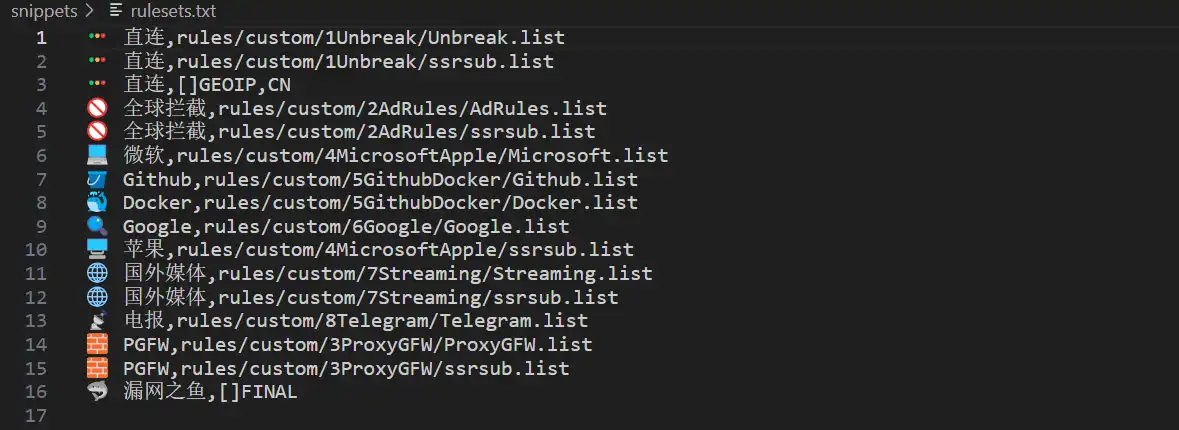 snippets > rulesets.txt
1 🚥 直连,rules/custom/1Unbreak/Unbreak.list
2 🚥 直连,rules/custom/1Unbreak/ssrsub.list
3 🚥 直连,[]GEOIP,CN
4 🚫 全球拦截,rules/custom/2AdRules/AdRules.list
5 🚫 全球拦截,rules/custom/2AdRules/ssrsub.list
6 💻 微软,rules/custom/4MicrosoftApple/Microsoft.list
7 Github,rules/custom/5GithubDocker/Github.list
8 🐳 Docker,rules/custom/5GithubDocker/Docker.list
9 🔍 Google,rules/custom/6Google/Google.list
10 🖥 苹果,rules/custom/4MicrosoftApple/ssrsub.list
11 🌐 国外媒体,rules/custom/7Streaming/Streaming.list
12 🌐 国外媒体,rules/custom/7Streaming/ssrsub.list
13 📡 电报,rules/custom/8Telegram/Telegram.list
14 🧱 PGFW,rules/custom/3ProxyGFW/ProxyGFW.list
15 🧱 PGFW,rules/custom/3ProxyGFW/ssrsub.list
16 🦈 漏网之鱼,[]FINAL
17